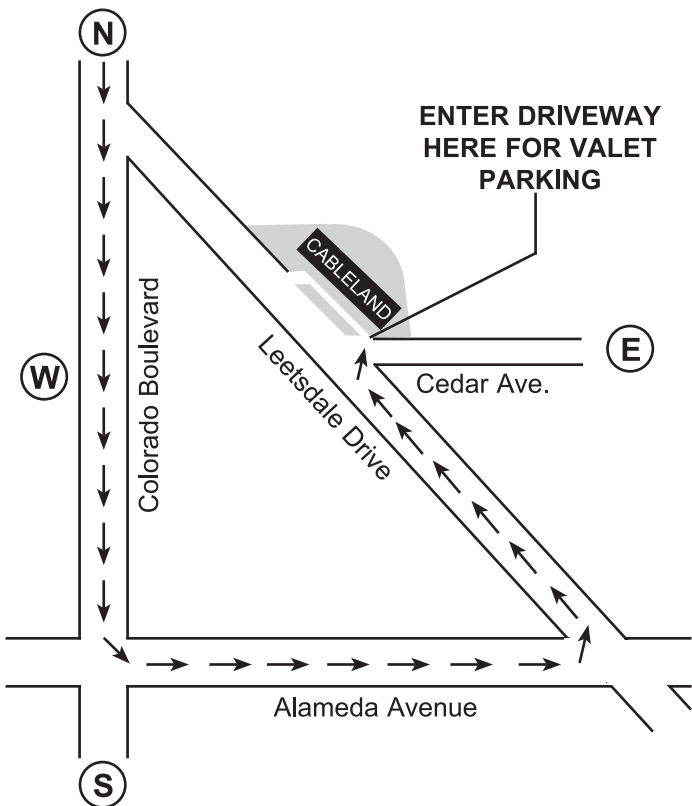 N
ENTER DRIVEWAY
HERE FOR VALET
PARKING
CABLELAND
W
Colorado Boulevard
Leetsdale Drive
E
Cedar Ave.
Alameda Avenue
S